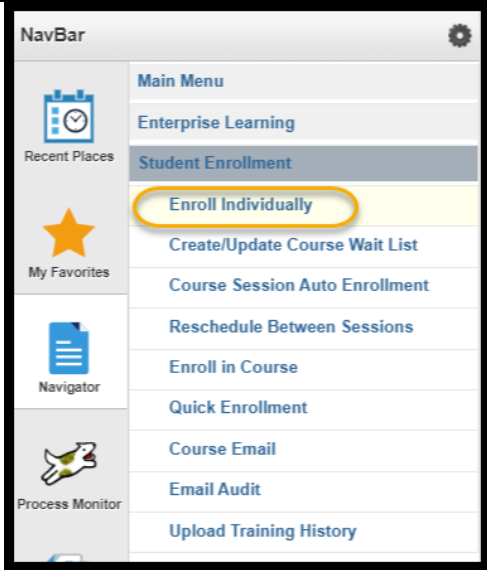 NavBar
Recent Places
My Favorites
Navigator
Process Monitor
Main Menu
Enterprise Learning
Student Enrollment
Enroll Individually
Create/Update Course Wait List
Course Session Auto Enrollment
Reschedule Between Sessions
Enroll in Course
Quick Enrollment
Course Email
Email Audit
Upload Training History